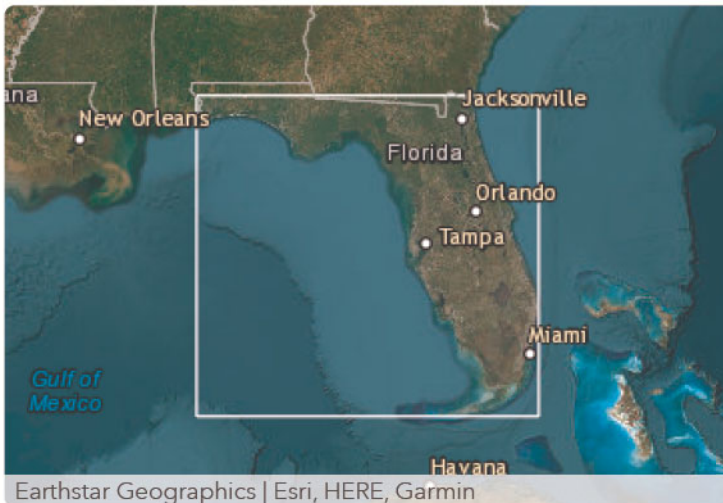 ana
New Orleans
Jacksonville
Florida
Orlando
Tampa
Miami
Gulf of
Mexico
Havana
Earthstar Geographics | Esri, HERE, Garmin